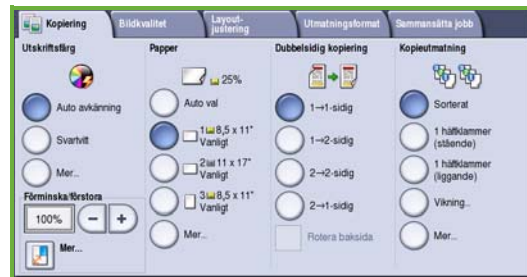 Kopiering
Bildkvalitet
Layout-
justering
Utmatningsformat
Sammansätta jobb
Utskriftsfärg
Auto avkänning
Svartvitt
Mer...
Förminska/förstora
100%
-
+
Mer...
Papper
25%
Auto val
1 8,5 x 11"
Vanligt
2 11 x 17"
Vanligt
3 8,5 x 11"
Vanligt
Mer...
Dubbelsidig kopiering
1→1-sidig
1→2-sidig
2→2-sidig
2→1-sidig
Rotera baksida
Kopieutmatning
Sorterat
1 häftklammer
(stående)
1 häftklammer
(liggande)
Vikning..
Mer...